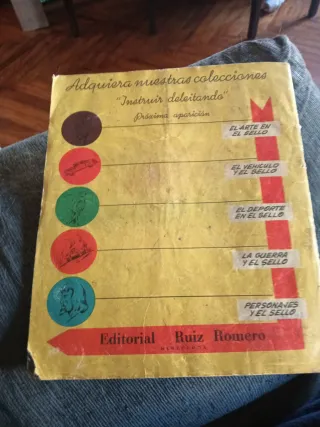 Adquiera nuestras colecciones
"Instruir deleitando"
Próxima aparición
EL ARTE EN
EL SELLO
EL VEHICULO
Y EL SELLO
EL DEPORTE
EN EL SELLO
LA GUERRA
Y EL SELLO
PERSONAJES
Y EL SELLO
Editorial Ruiz Romero
BARCELONA